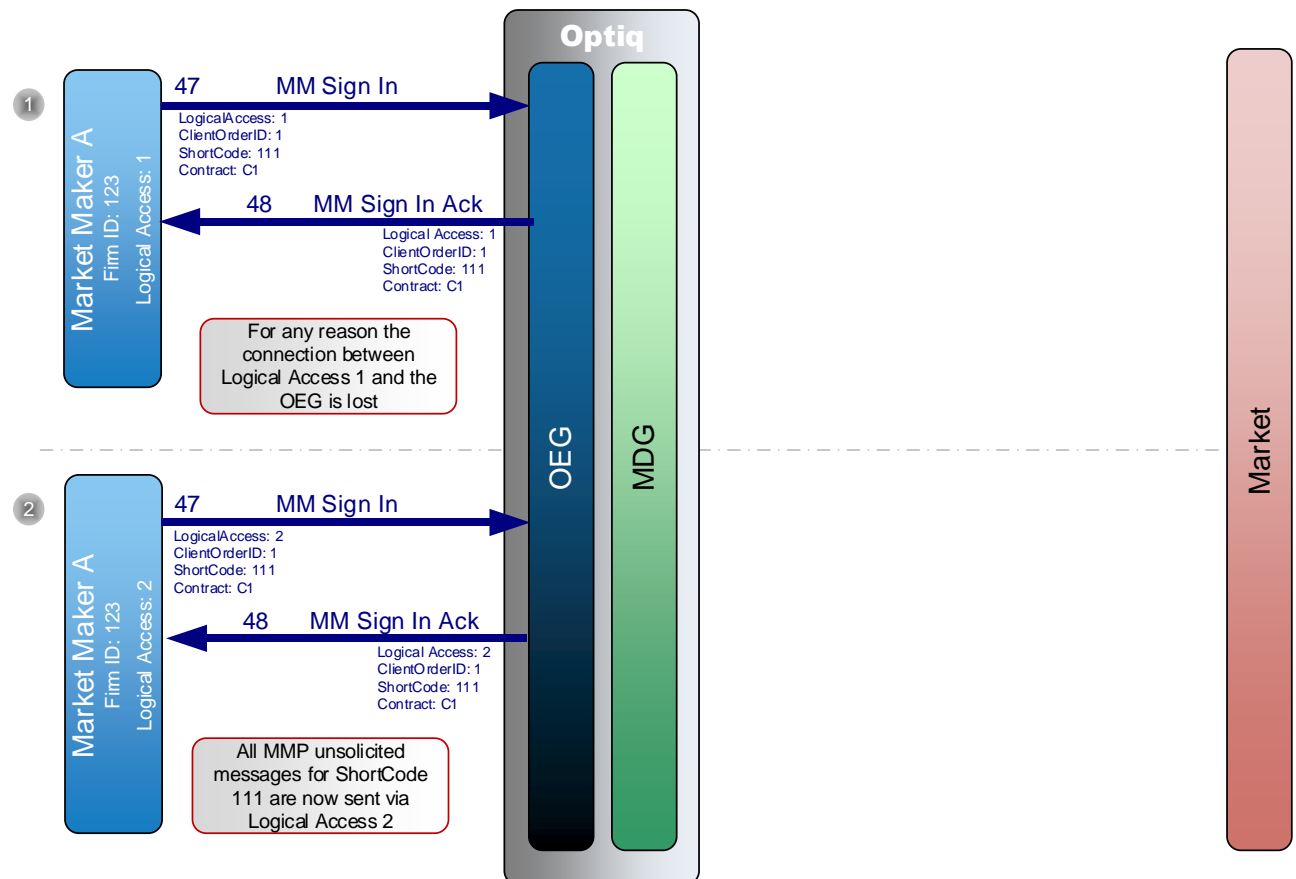 Optiq
1
Market Maker A
Firm ID: 123
Logical Access: 1
47 MM Sign In
LogicalAccess: 1
ClientOrderID: 1
ShortCode: 111
Contract: C1
48 MM Sign In Ack
Logical Access: 1
ClientOrderID: 1
ShortCode: 111
Contract: C1
For any reason the
connection between
Logical Access 1 and the
OEG is lost
OEG
MDG
Market
2
Market Maker A
Firm ID: 123
Logical Access: 2
47 MM Sign In
LogicalAccess: 2
ClientOrderID: 1
ShortCode: 111
Contract: C1
48 MM Sign In Ack
Logical Access: 2
ClientOrderID: 1
ShortCode: 111
Contract: C1
All MMP unsolicited
messages for ShortCode
111 are now sent via
Logical Access 2